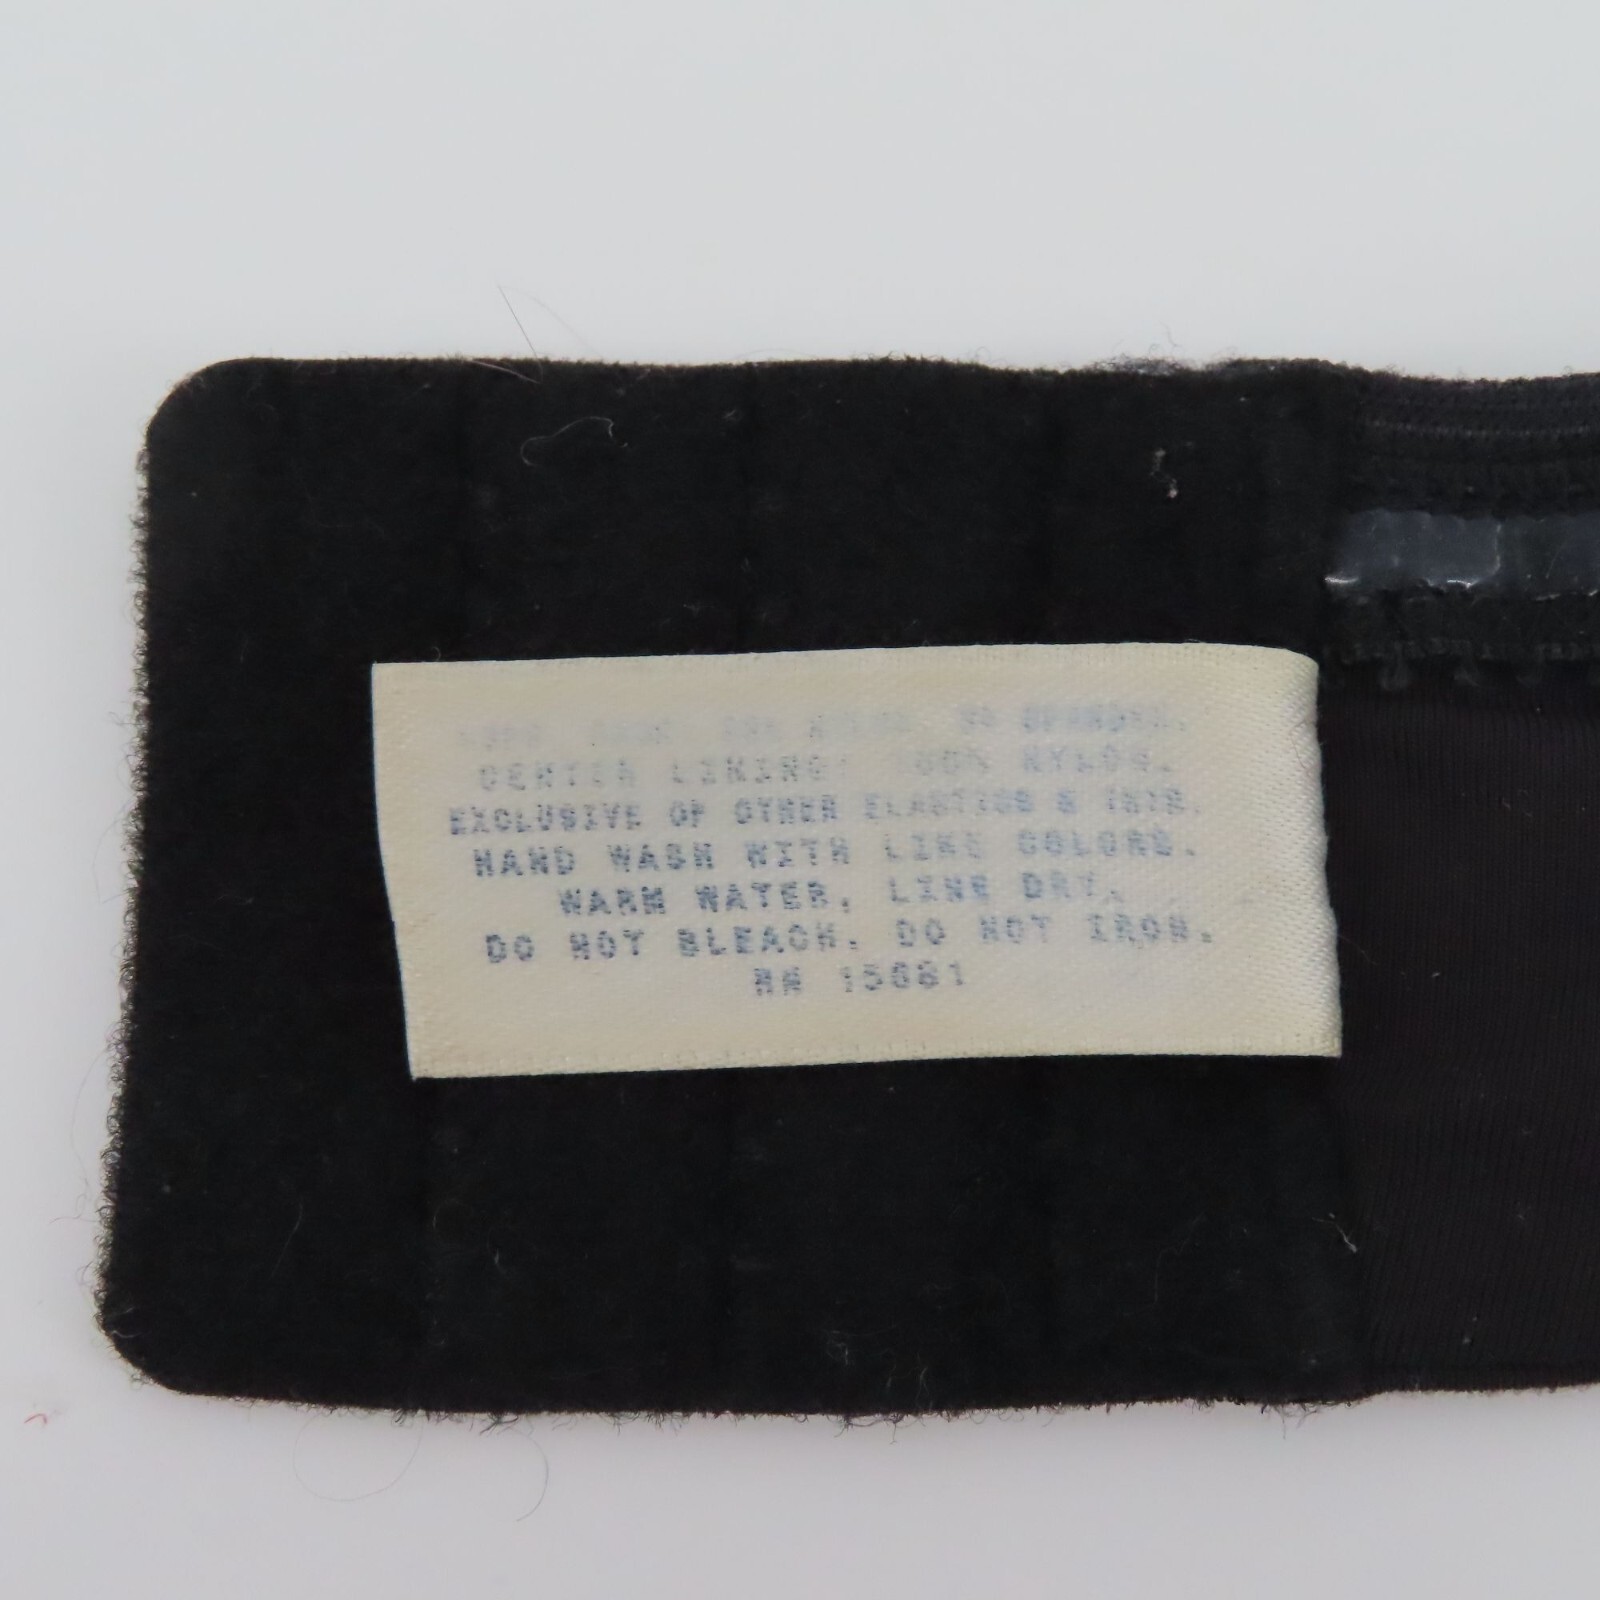 SPANDEX.
CENTER LINING: 100% NYLON.
EXCLUSIVE OF OTHER ELASTICS & TRIM.
HAND WASH WITH LIKE COLORS.
WARM WATER. LINE DRY.
DO NOT BLEACH. DO NOT IRON.
RN